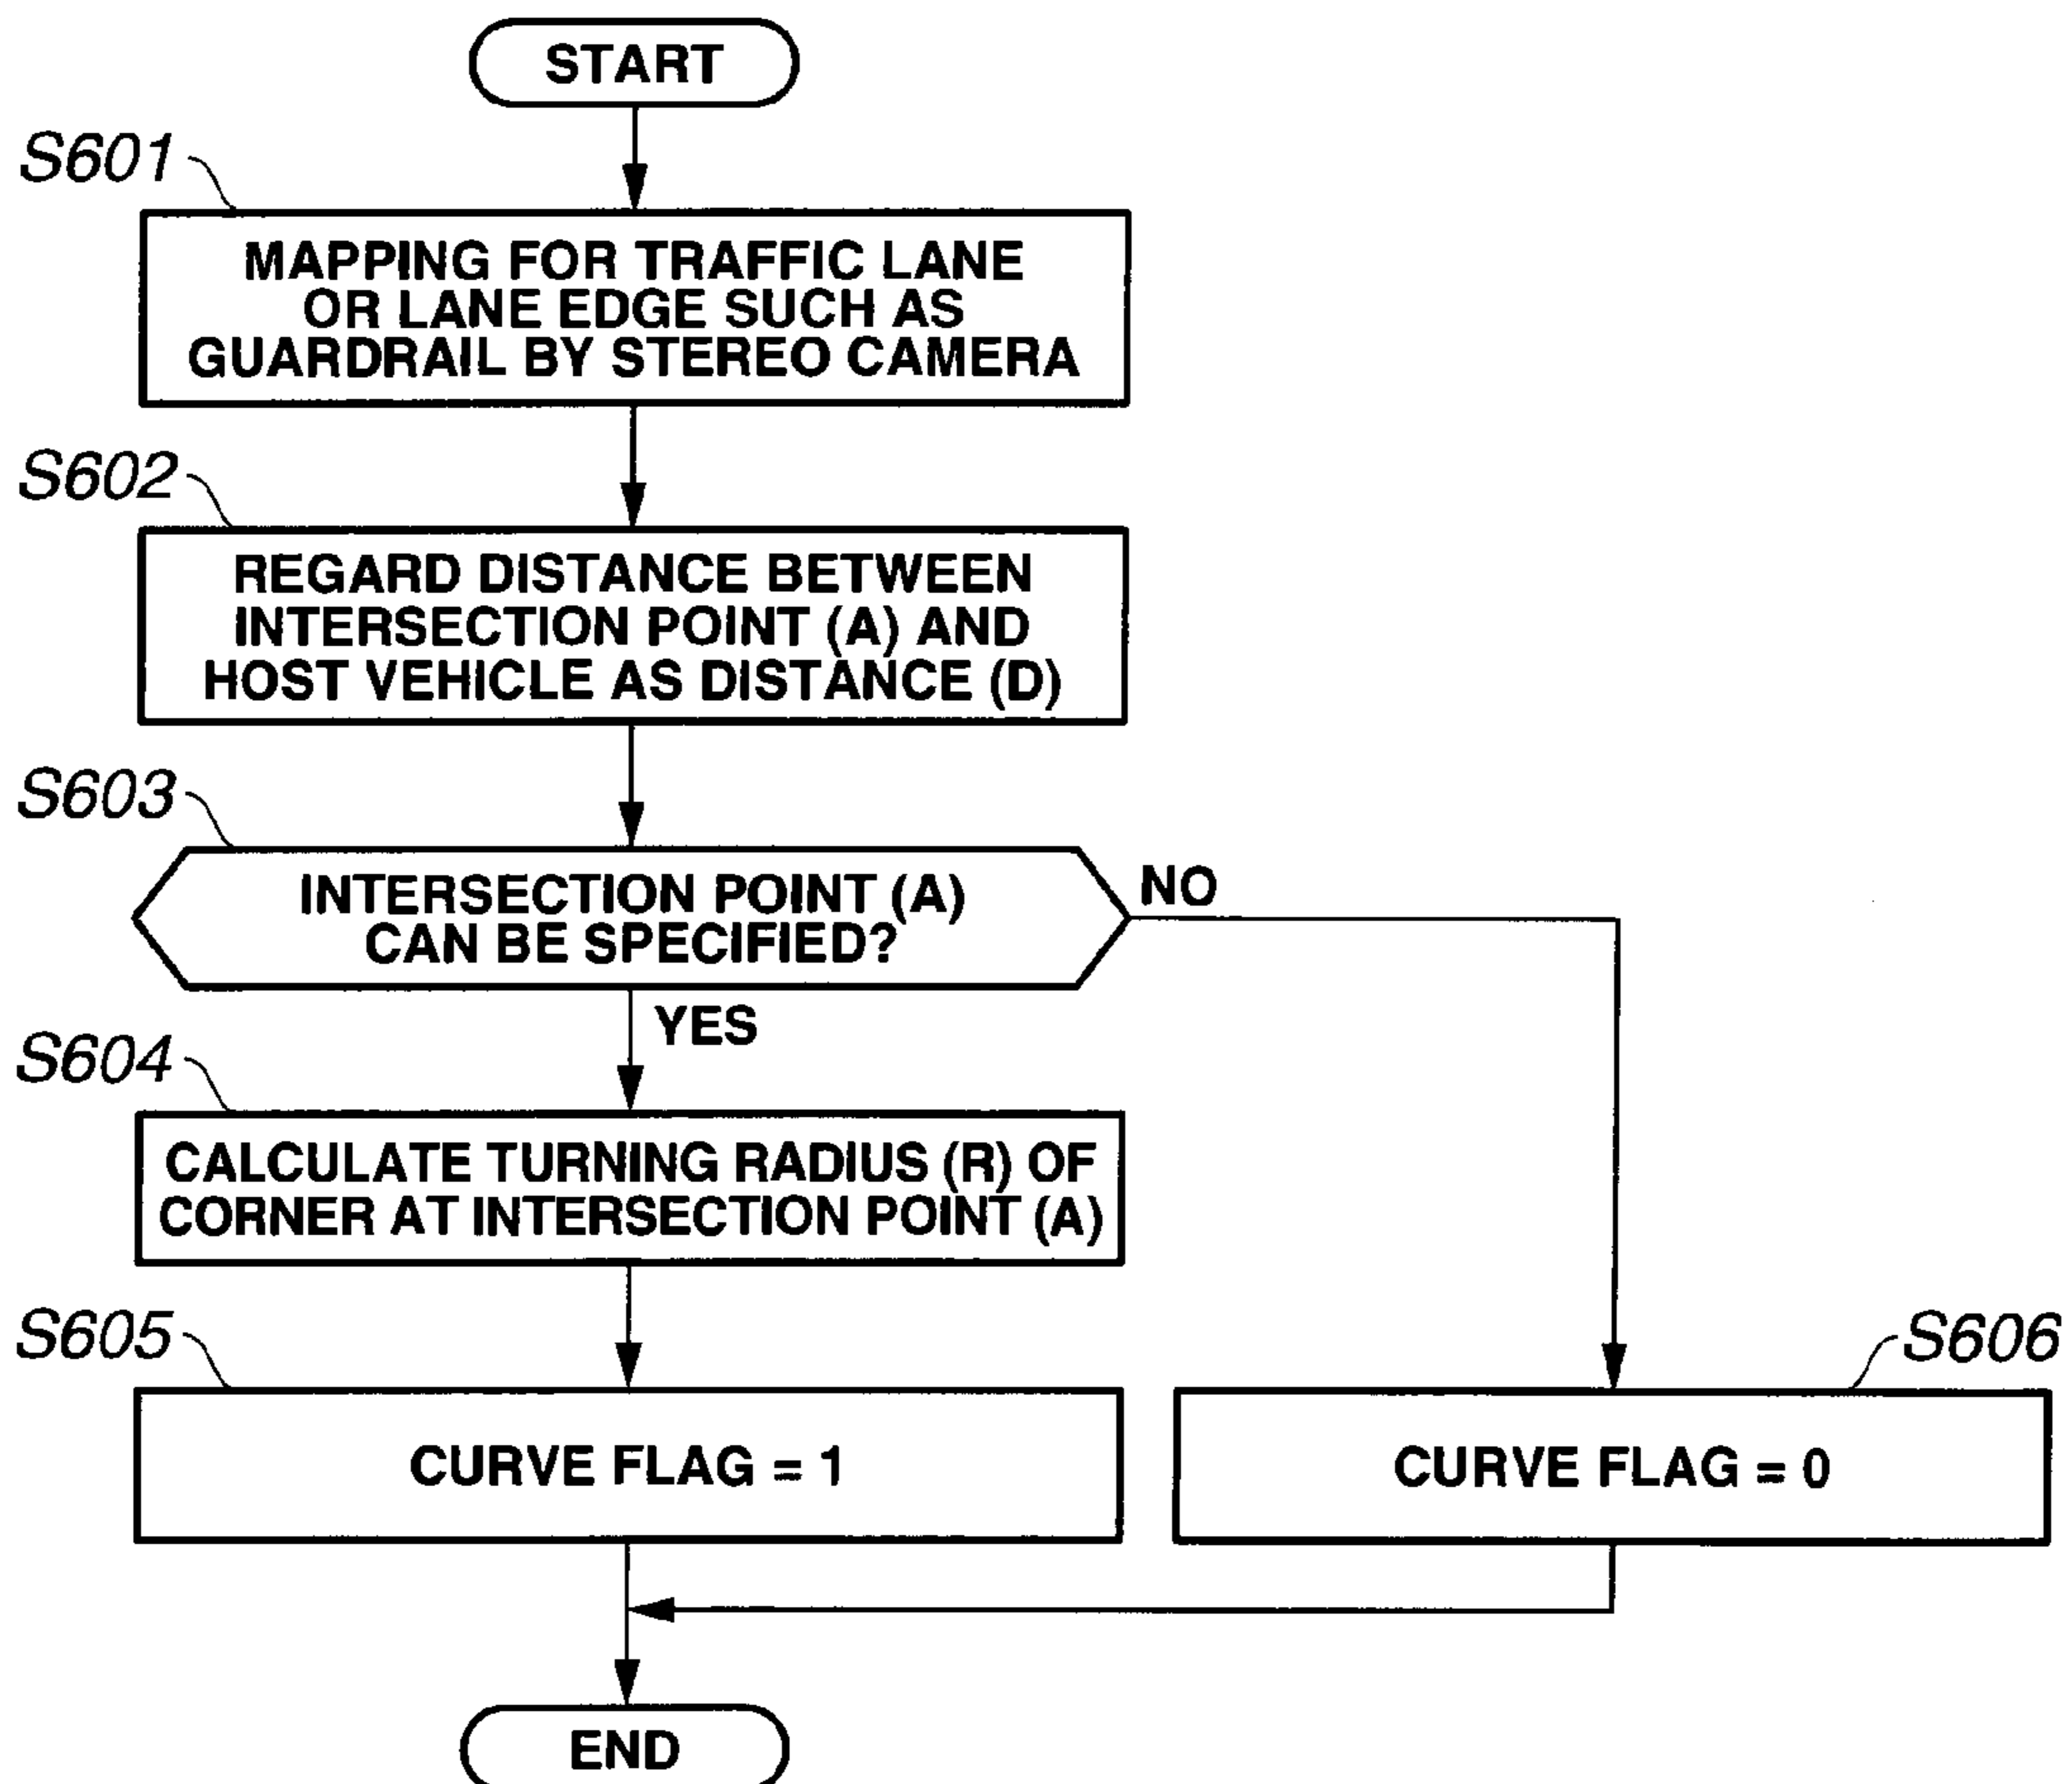 START
S601
MAPPING FOR TRAFFIC LANE
OR LANE EDGE SUCH AS
GUARDRAIL BY STEREO CAMERA
S602
REGARD DISTANCE BETWEEN
INTERSECTION POINT (A) AND
HOST VEHICLE AS DISTANCE (D)
S603
INTERSECTION POINT (A)
CAN BE SPECIFIED?
NO
YES
S604
CALCULATE TURNING RADIUS (R) OF
CORNER AT INTERSECTION POINT (A)
S605
CURVE FLAG = 1
S606
CURVE FLAG = 0
END